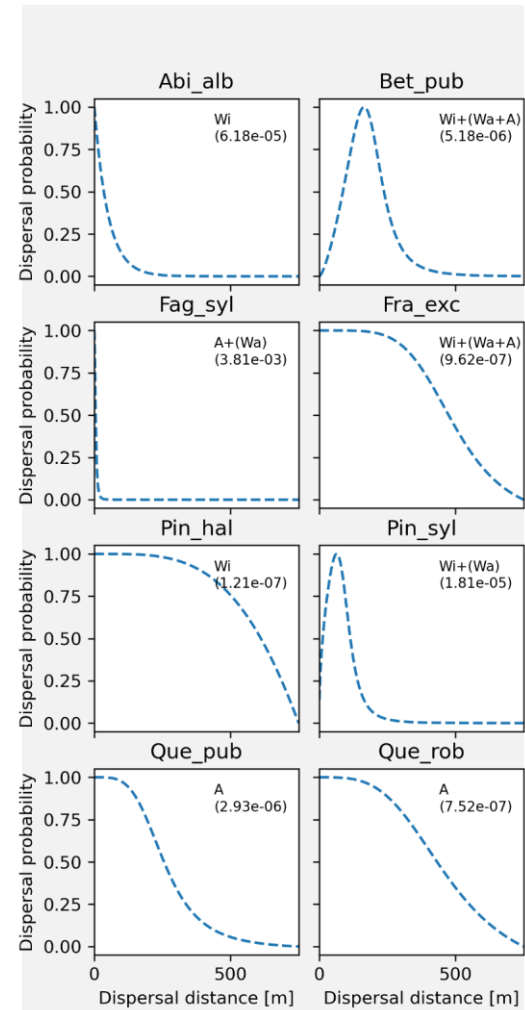 Abi_alb
Bet_pub
Dispersal probability
1.00
0.75
0.50
0.25
0.00
Wi
(6.18e-05)
Wi+(Wa+A)
(5.18e-06)
Fag_syl
Fra_exc
Dispersal probability
1.00
0.75
0.50
0.25
0.00
A+(Wa)
(3.81e-03)
Wi+(Wa+A)
(9.62e-07)
Pin_hal
Pin_syl
Dispersal probability
1.00
0.75
0.50
0.25
0.00
Wi
(1.21e-07)
Wi+(Wa)
(1.81e-05)
Que_pub
Que_rob
Dispersal probability
1.00
0.75
0.50
0.25
0.00
A
(2.93e-06)
A
(7.52e-07)
0
500
0
500
Dispersal distance [m]
Dispersal distance [m]